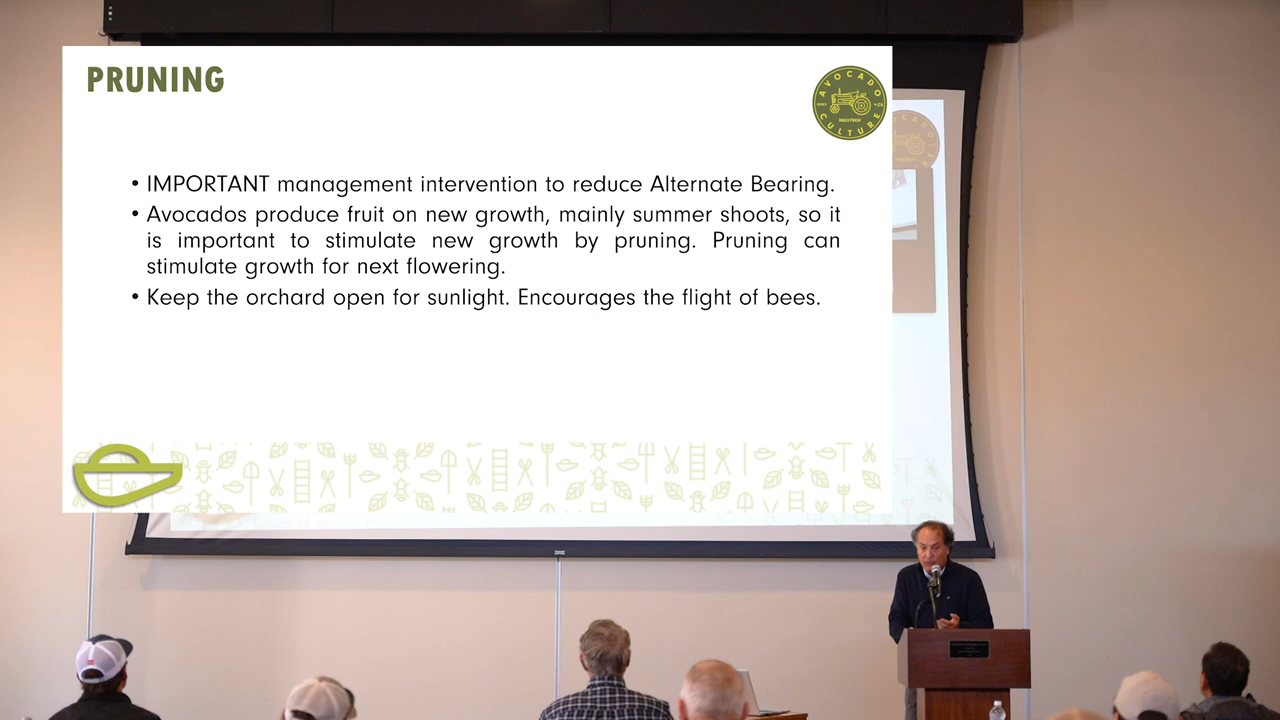 PRUNING
AVOCADO
CULTURE
• IMPORTANT management intervention to reduce Alternate Bearing.
• Avocados produce fruit on new growth, mainly summer shoots, so it
is important to stimulate new growth by pruning. Pruning can
stimulate growth for next flowering.
• Keep the orchard open for sunlight. Encourages the flight of bees.